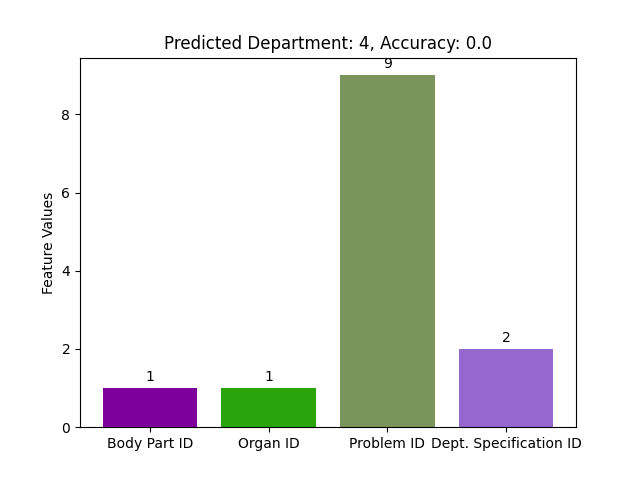 Predicted Department: 4, Accuracy: 0.0
Feature Values
8
6
4
2
0
1
1
9
2
Body Part ID
Organ ID
Problem ID
Dept. Specification ID